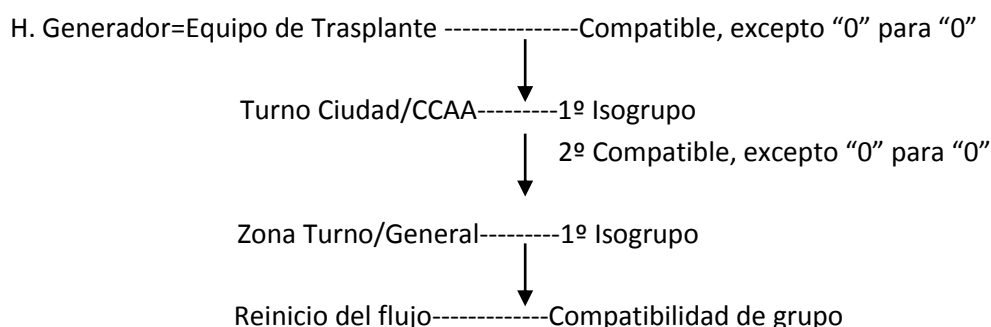 H. Generador=Equipo de Trasplante ---------------Compatible, excepto “0” para “0”
Turno Ciudad/CCAA---------1º Isogrupo
2º Compatible, excepto “0” para “0”
Zona Turno/General---------1º Isogrupo
Reinicio del flujo-------------Compatibilidad de grupo